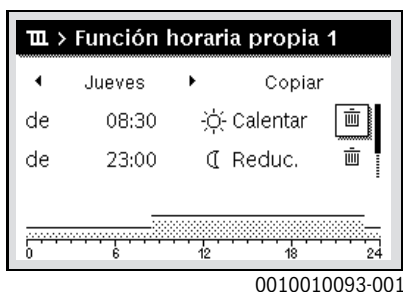 > Función horaria propia 1
Jueves Copiar
de 08:30 Calentar
de 23:00 Reduc.
0 6 12 18 24
0010010093-001